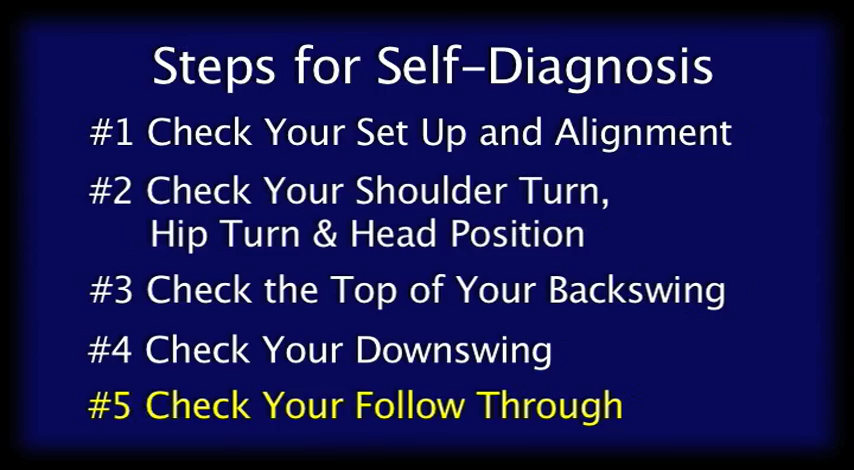 Steps for Self-Diagnosis
#1 Check Your Set Up and Alignment
#2 Check Your Shoulder Turn,
Hip Turn & Head Position
#3 Check the Top of Your Backswing
#4 Check Your Downswing
#5 Check Your Follow Through